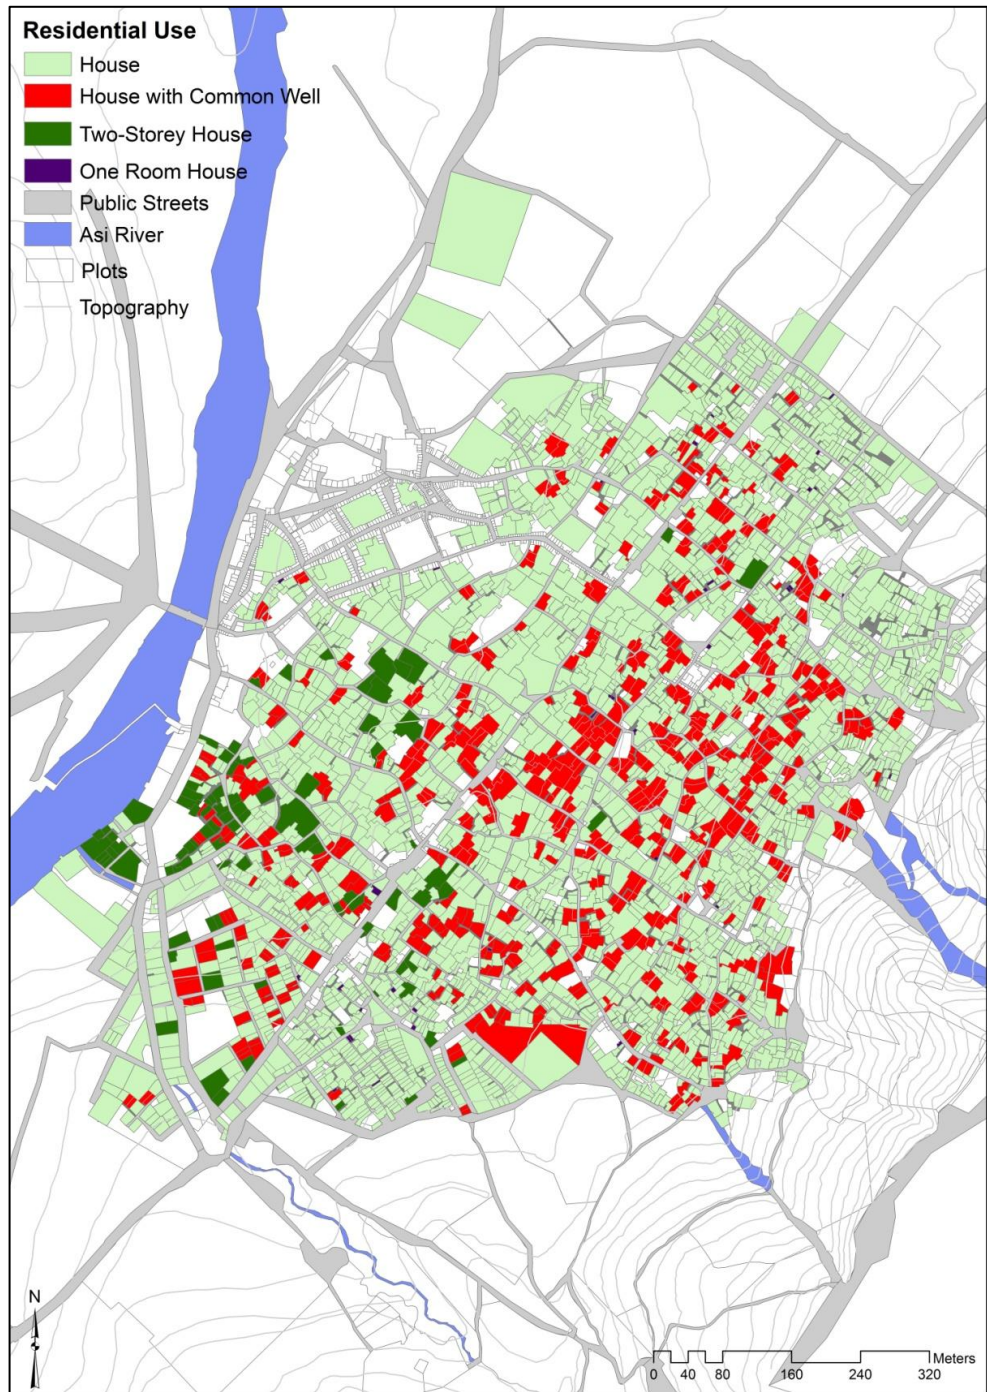 Residential Use
House
House with Common Well
Two-Storey House
One Room House
Public Streets
Asi River
Plots
Topography
N
Meters
0 40 80 160 240 320